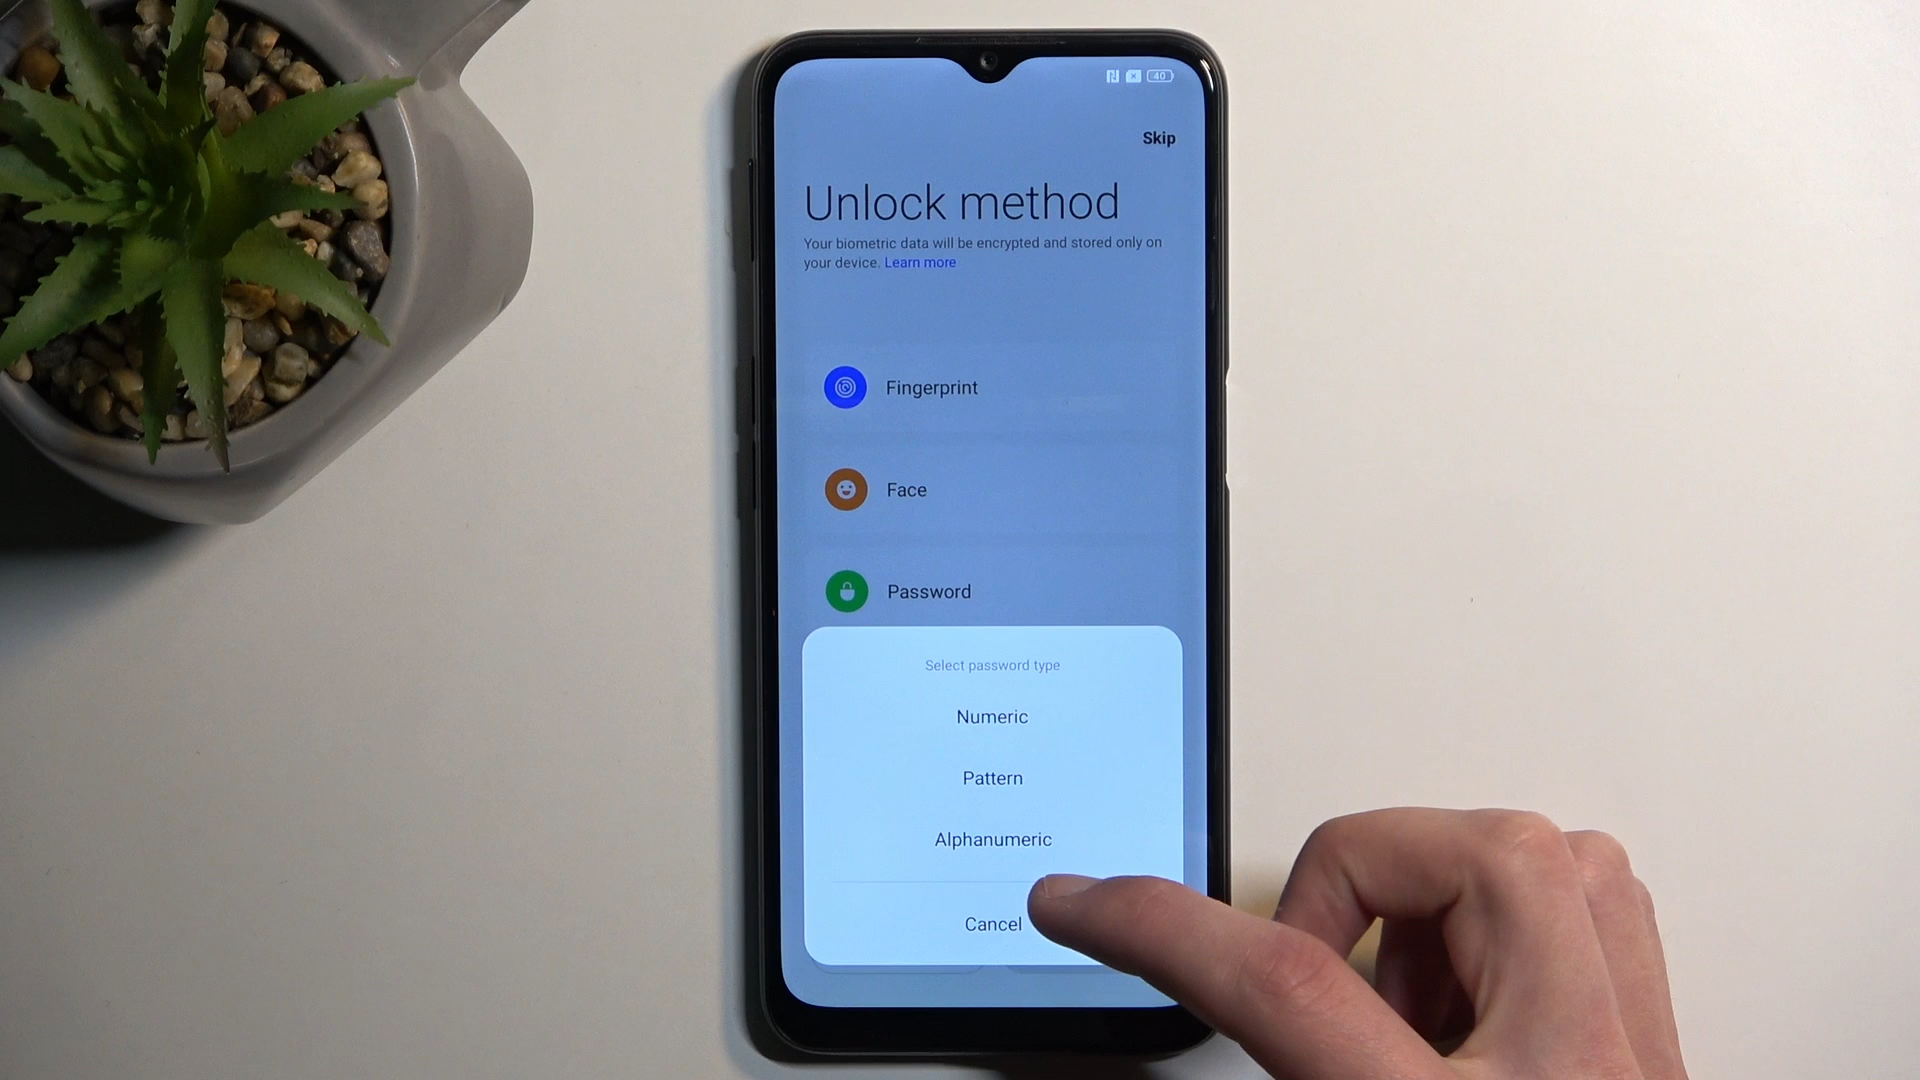 40
Skip
Unlock method
Your biometric data will be encrypted and stored only on
your device. Learn more
Fingerprint
Face
Password
Select password type
Numeric
Pattern
Alphanumeric
Cancel